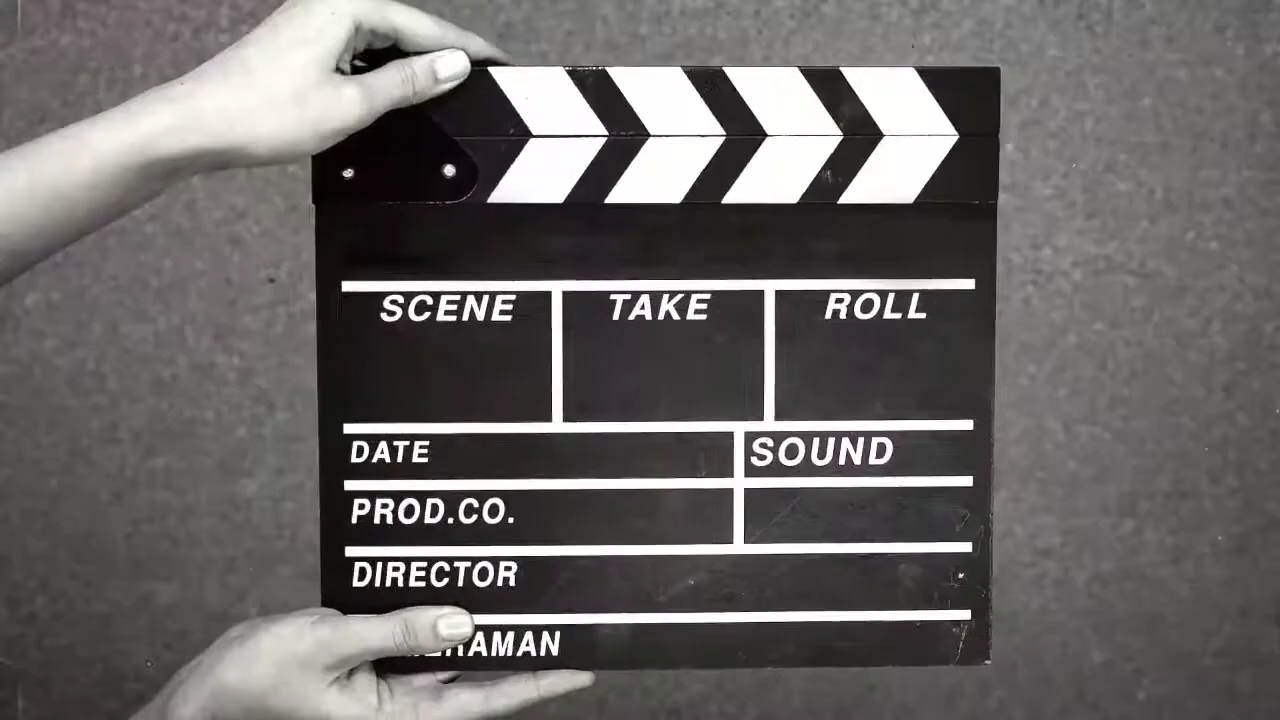 SCENE TAKE ROLL
DATE SOUND
PROD.CO.
DIRECTOR